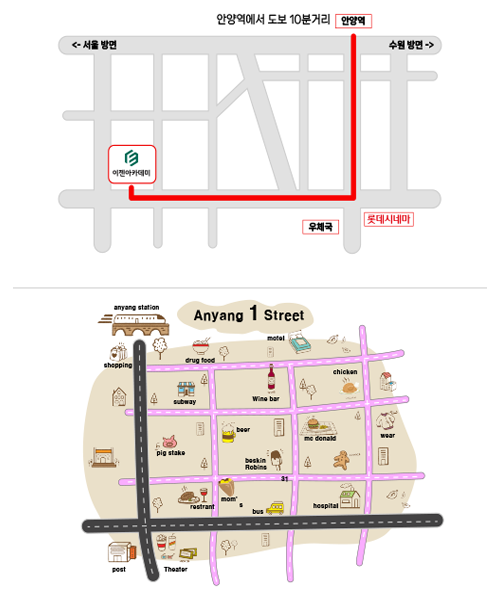 안양역에서 도보 10분거리
안양역
<- 서울 방면
수원 방면 ->
이젠아카데미
우체국
롯데시네마
anyang station
Anyang 1 Street
motel
shopping
drug food
chicken
subway
Wine bar
beer
mc donald
wear
pig stake
beskin
Robins
31
mom'
s
restrant
bus
hospital
post
Theater